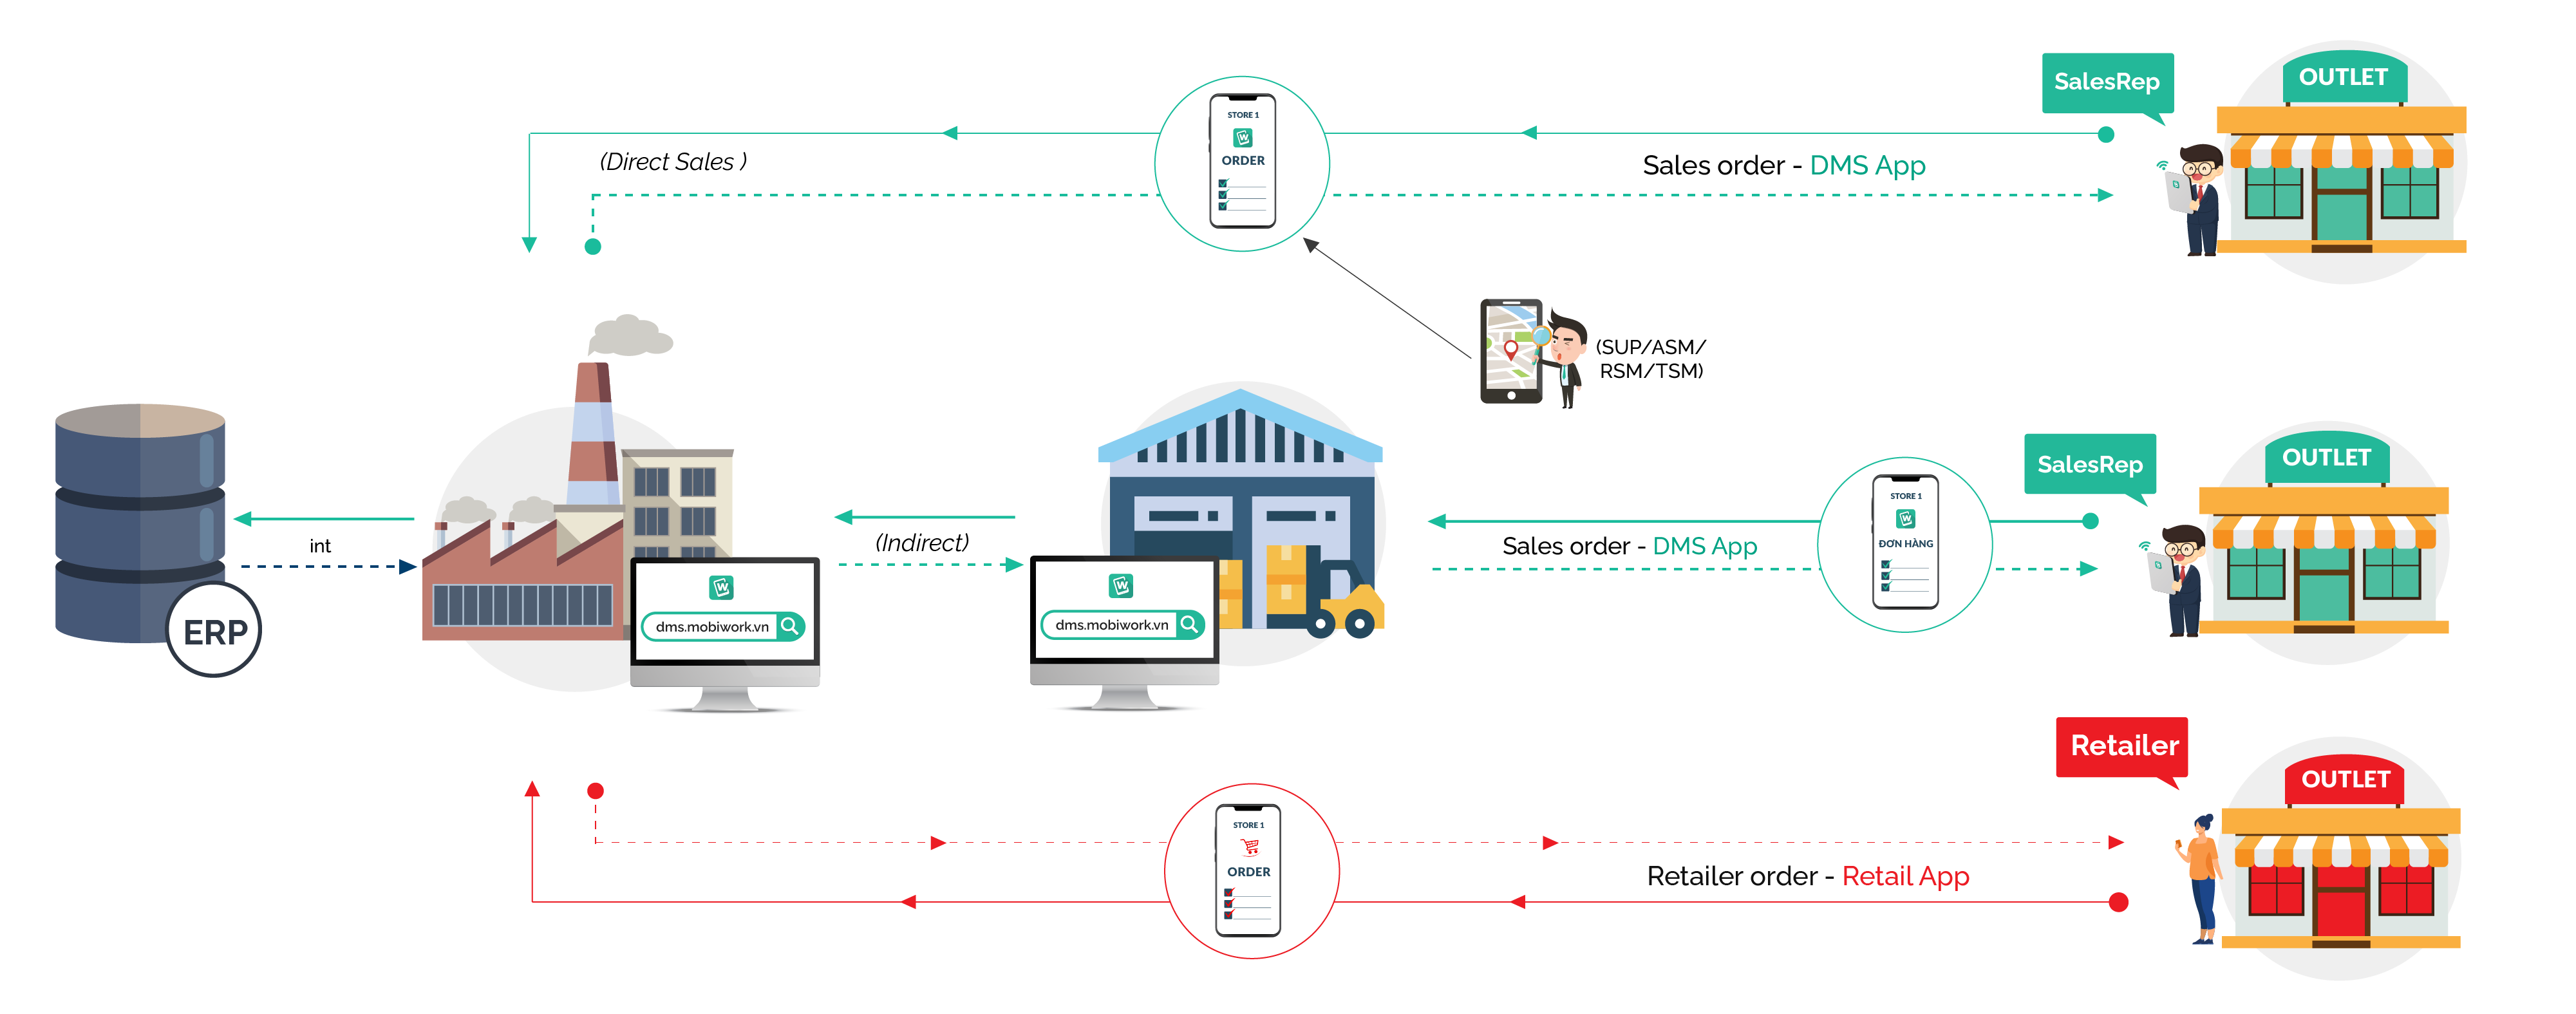 SalesRep
OUTLET
STORE 1
W
ORDER
(Direct Sales )
Sales order - DMS App
(SUP/ASM/
RSM/TSM)
SalesRep
OUTLET
STORE 1
W
ĐƠN HÀNG
int
(Indirect)
Sales order - DMS App
W
dms.mobiwork.vn
W
dms.mobiwork.vn
ERP
Retailer
OUTLET
STORE 1
ORDER
Retailer order - Retail App